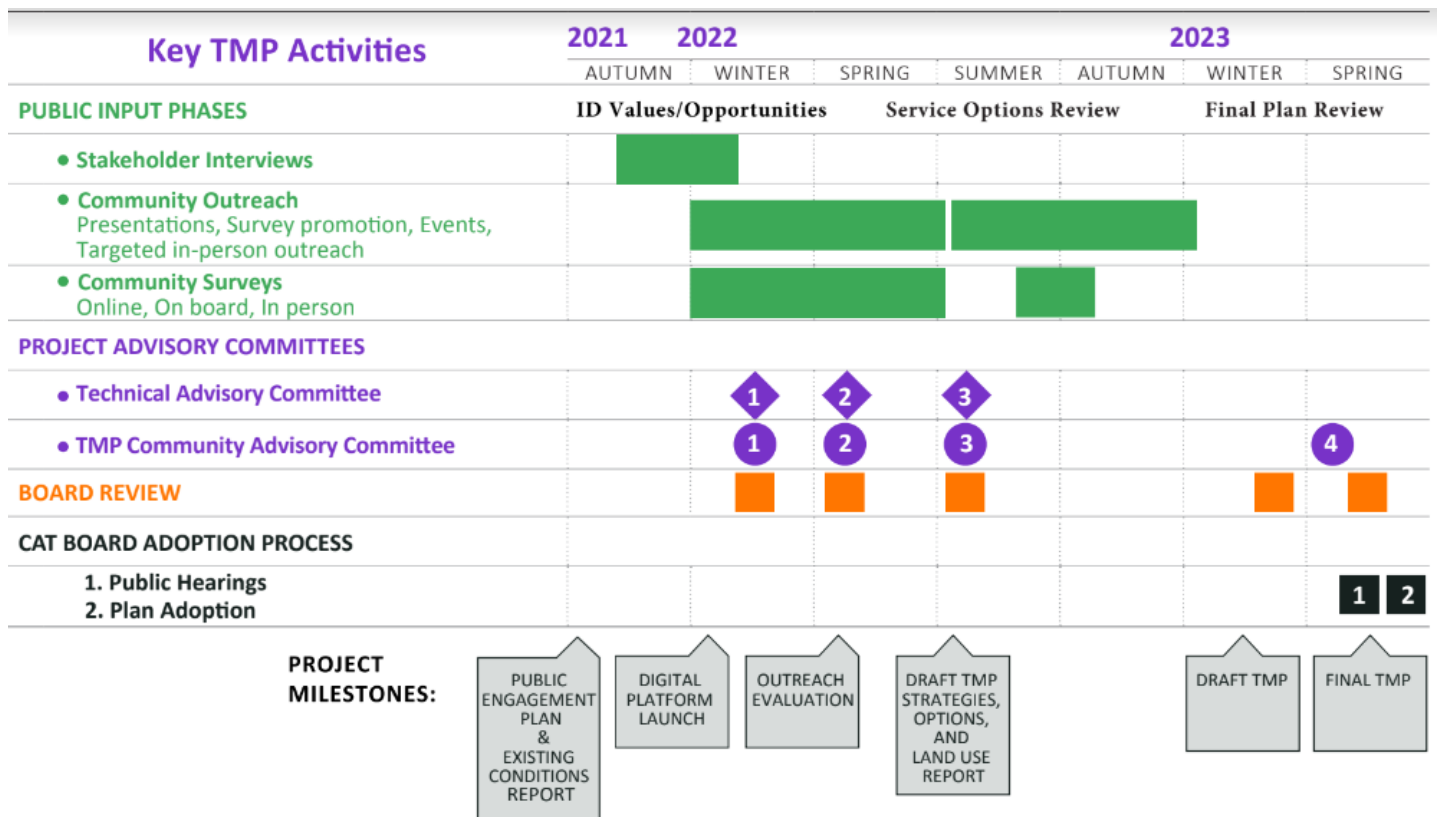 Key TMP Activities
2021 2022 2023
AUTUMN WINTER SPRING SUMMER AUTUMN WINTER SPRING
PUBLIC INPUT PHASES
ID Values/Opportunities Service Options Review Final Plan Review
• Stakeholder Interviews
• Community Outreach
Presentations, Survey promotion, Events,
Targeted in-person outreach
• Community Surveys
Online, On board, In person
PROJECT ADVISORY COMMITTEES
• Technical Advisory Committee
1 2 3
• TMP Community Advisory Committee
1 2 3 4
BOARD REVIEW
CAT BOARD ADOPTION PROCESS
1. Public Hearings
2. Plan Adoption
1 2
PROJECT
MILESTONES:
PUBLIC
ENGAGEMENT
PLAN
&
EXISTING
CONDITIONS
REPORT
DIGITAL
PLATFORM
LAUNCH
OUTREACH
EVALUATION
DRAFT TMP
STRATEGIES,
OPTIONS,
AND
LAND USE
REPORT
DRAFT TMP
FINAL TMP